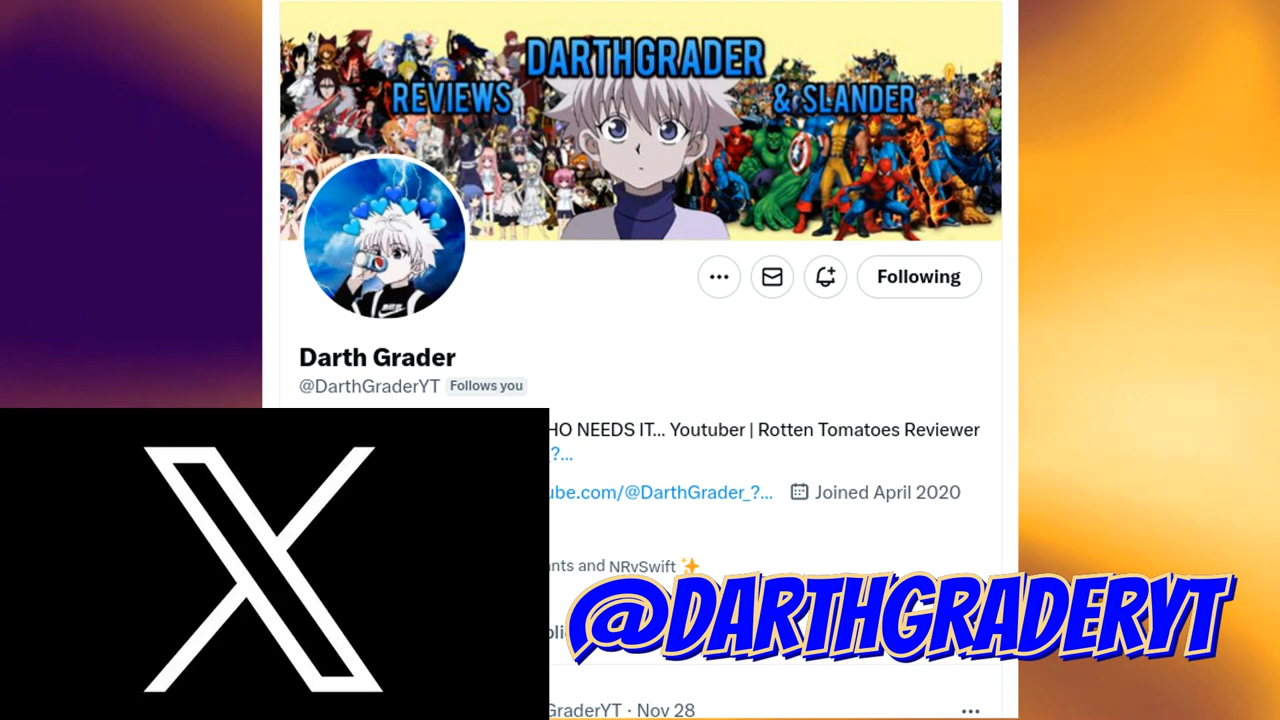 DARTHGRADER
REVIEWS & SLANDER
Following
Darth Grader
@DarthGraderYT Follows you
HO NEEDS IT... Youtuber | Rotten Tomatoes Reviewer
_?...
ube.com/@DarthGrader_?... Joined April 2020
nts and NRvSwift ✨
@DARTHGRADERYT
GraderYT · Nov 28